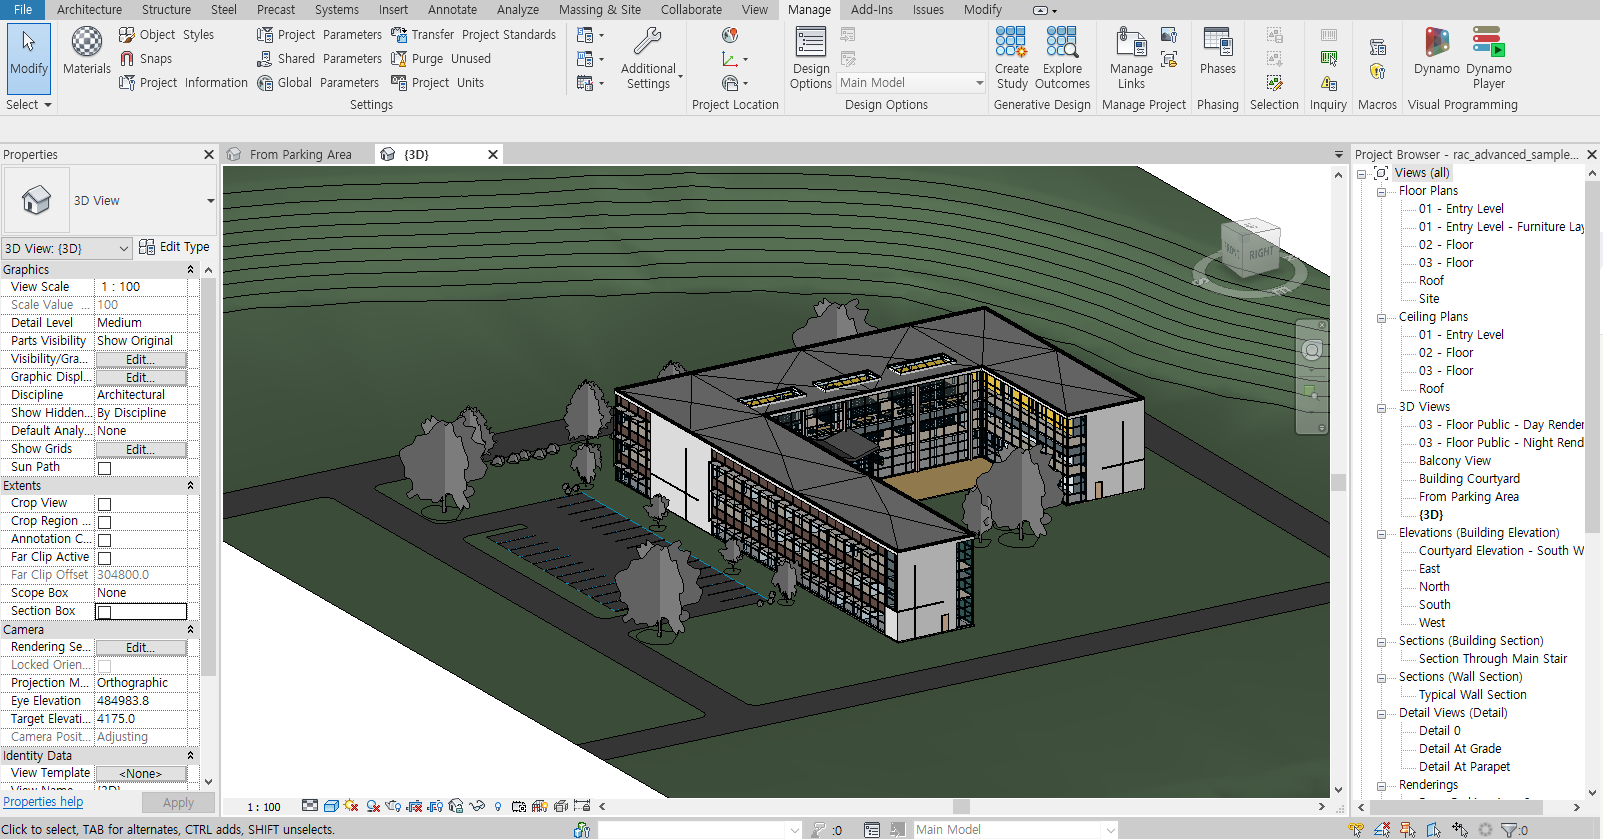 File Architecture Structure Steel Precast Systems Insert Annotate Analyze Massing & Site Collaborate View Manage Add-Ins Issues Modify
Modify
Select
Materials
Object Styles
Snaps
Project Information
Project Parameters
Shared Parameters
Global Parameters
Transfer Project Standards
Purge Unused
Project Units
Settings
Additional
Settings
Project Location
Design
Options
Main Model
Design Options
Create
Study
Explore
Outcomes
Generative Design
Manage
Links
Manage Project
Phases
Phasing
Selection
Inquiry
Macros
Dynamo
Dynamo
Player
Visual Programming
Properties
3D View
3D View: {3D}
Edit Type
Graphics
View Scale 1 : 100
Scale Value ... 100
Detail Level Medium
Parts Visibility Show Original
Visibility/Gra... Edit...
Graphic Displ... Edit...
Discipline Architectural
Show Hidden... By Discipline
Default Analy... None
Show Grids Edit...
Sun Path
Extents
Crop View
Crop Region ...
Annotation C...
Far Clip Active
Far Clip Offset 304800.0
Scope Box None
Section Box
Camera
Rendering Se... Edit...
Locked Orien...
Projection M... Orthographic
Eye Elevation 484983.8
Target Elevati... 4175.0
Camera Posit... Adjusting
Identity Data
View Template <None>
View Name {3D}
Properties help
Apply
From Parking Area
{3D}
RIGHT
1 : 100
Project Browser - rac_advanced_sample...
Views (all)
Floor Plans
01 - Entry Level
01 - Entry Level - Furniture Lay
02 - Floor
03 - Floor
Roof
Site
Ceiling Plans
01 - Entry Level
02 - Floor
03 - Floor
Roof
3D Views
03 - Floor Public - Day Render
03 - Floor Public - Night Rend
Balcony View
Building Courtyard
From Parking Area
{3D}
Elevations (Building Elevation)
Courtyard Elevation - South W
East
North
South
West
Sections (Building Section)
Section Through Main Stair
Sections (Wall Section)
Typical Wall Section
Detail Views (Detail)
Detail 0
Detail At Grade
Detail At Parapet
Renderings
Click to select, TAB for alternates, CTRL adds, SHIFT unselects.
:0
Main Model
:0